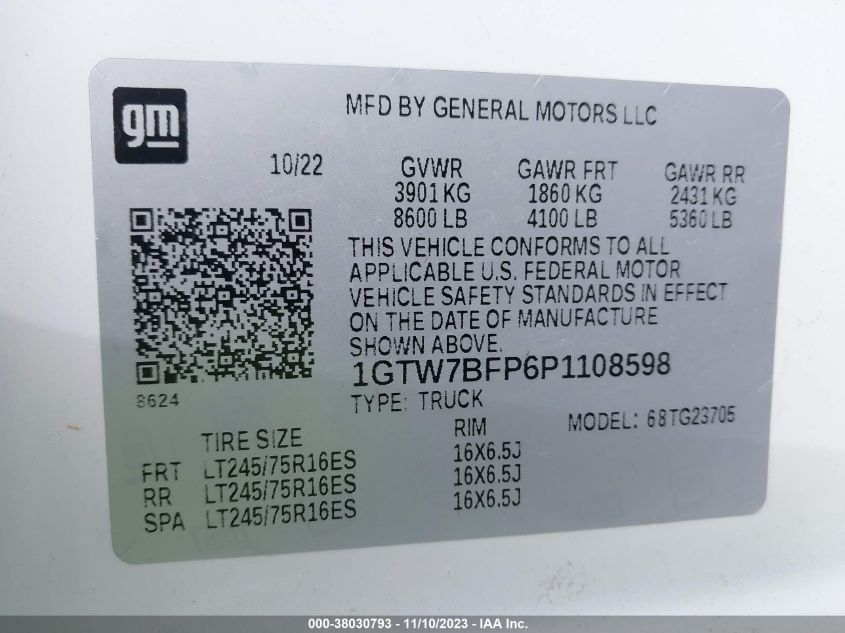 gm
MFD BY GENERAL MOTORS LLC
10/22 GVWR GAWR FRT GAWR RR
3901 KG 1860 KG 2431 KG
8600 LB 4100 LB 5360 LB
THIS VEHICLE CONFORMS TO ALL
APPLICABLE U.S. FEDERAL MOTOR
VEHICLE SAFETY STANDARDS IN EFFECT
ON THE DATE OF MANUFACTURE
SHOWN ABOVE.
1GTW7BFP6P1108598
8624
TYPE: TRUCK MODEL: 68TG23705
TIRE SIZE RIM
FRT LT245/75R16ES 16X6.5J
RR LT245/75R16ES 16X6.5J
SPA LT245/75R16ES 16X6.5J
000-38030793 - 11/10/2023 - IAAI Inc.